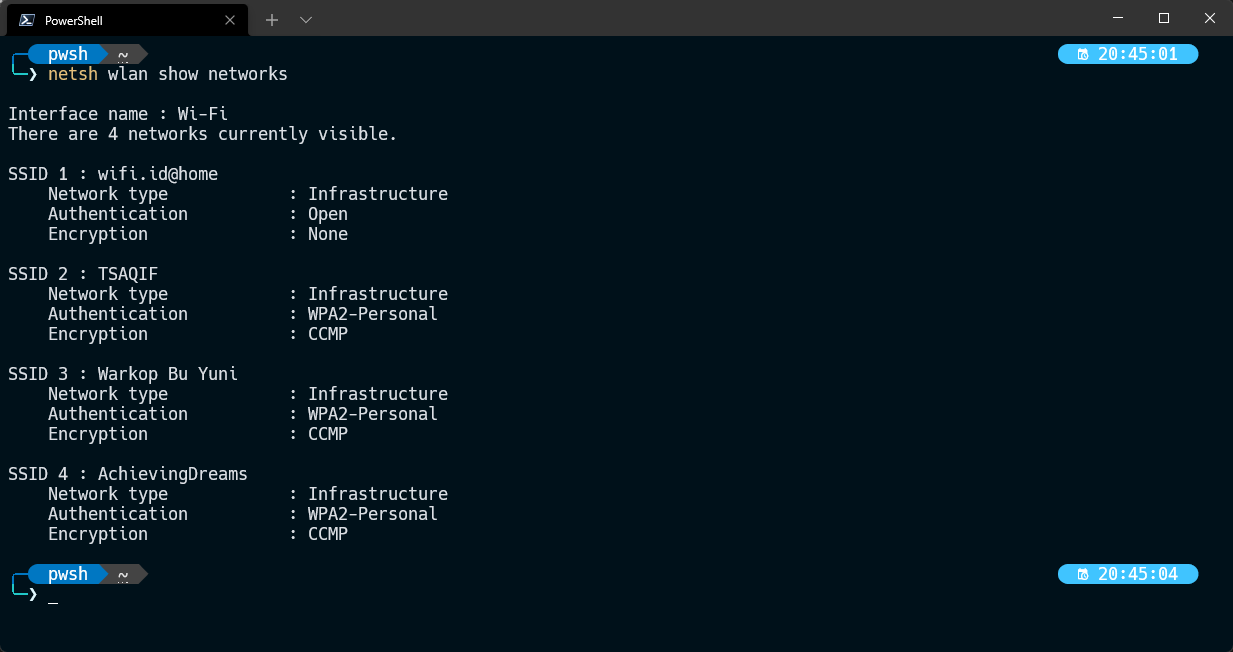 PowerShell
pwsh ~ 20:45:01
❯ netsh wlan show networks
Interface name : Wi-Fi
There are 4 networks currently visible.
SSID 1 : wifi.id@home
Network type : Infrastructure
Authentication : Open
Encryption : None
SSID 2 : TSAQIF
Network type : Infrastructure
Authentication : WPA2-Personal
Encryption : CCMP
SSID 3 : Warkop Bu Yuni
Network type : Infrastructure
Authentication : WPA2-Personal
Encryption : CCMP
SSID 4 : AchievingDreams
Network type : Infrastructure
Authentication : WPA2-Personal
Encryption : CCMP
pwsh ~ 20:45:04
❯ _